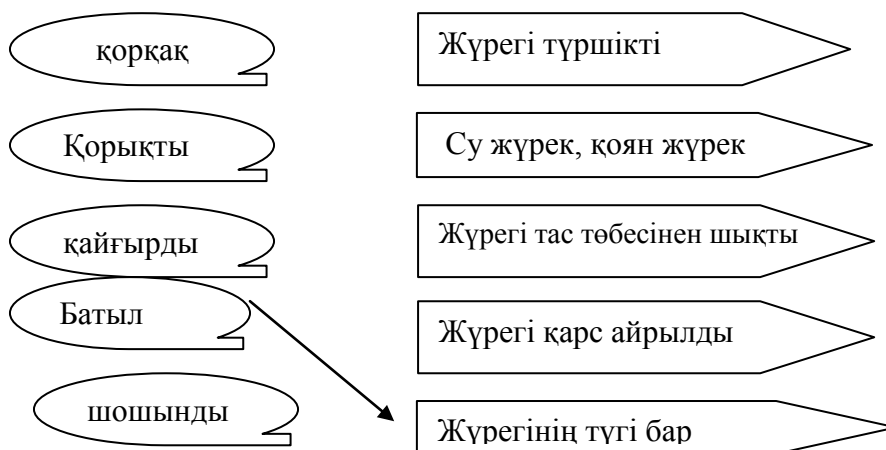 қорқақ
Жүрегі түршікті
Қорықты
Су жүрек, қоян жүрек
қайғырды
Жүрегі тас төбесінен шықты
Батыл
Жүрегі қарс айрылды
шошынды
Жүрегінің түгі бар